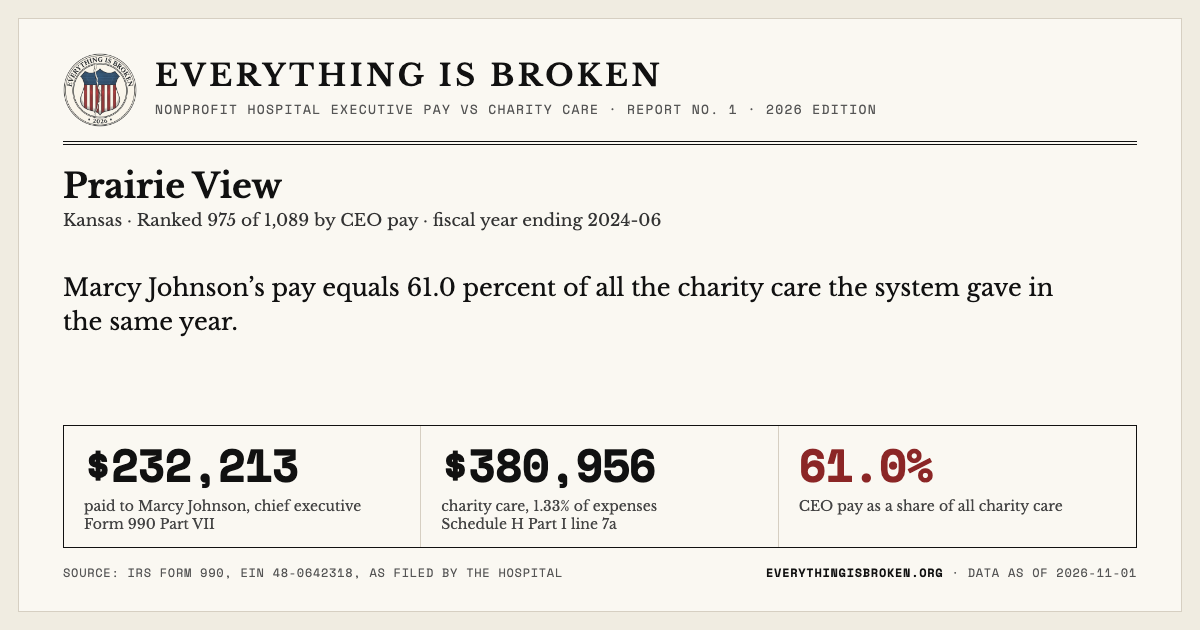 EVERYTHING IS BROKEN
· 2026 ·
EVERYTHING IS BROKEN
NONPROFIT HOSPITAL EXECUTIVE PAY VS CHARITY CARE · REPORT NO. 1 · 2026 EDITION
Prairie View
Kansas · Ranked 975 of 1,089 by CEO pay · fiscal year ending 2024-06
Marcy Johnson’s pay equals 61.0 percent of all the charity care the system gave in
the same year.
$232,213
paid to Marcy Johnson, chief executive
Form 990 Part VII
$380,956
charity care, 1.33% of expenses
Schedule H Part I line 7a
61.0%
CEO pay as a share of all charity care
SOURCE: IRS FORM 990, EIN 48-0642318, AS FILED BY THE HOSPITAL
EVERYTHINGISBROKEN.ORG · DATA AS OF 2026-11-01